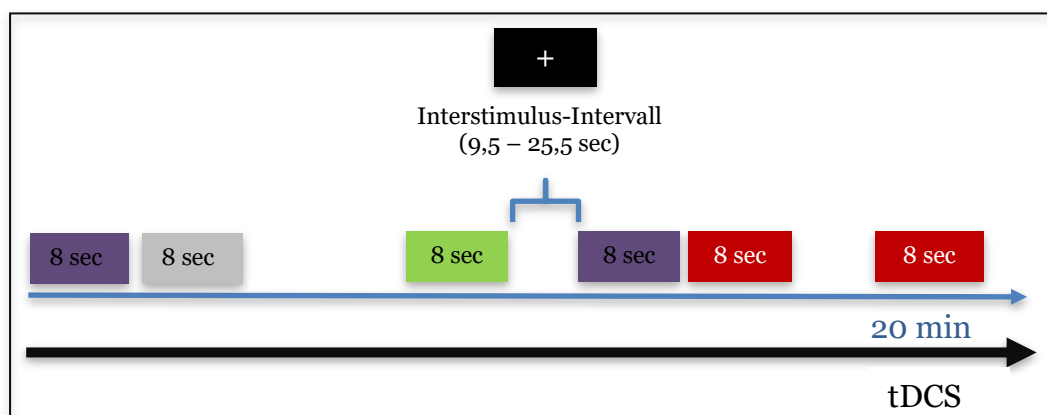 +
Interstimulus-Intervall
(9,5 – 25,5 sec)
8 sec
8 sec
8 sec
8 sec
8 sec
8 sec
20 min
tDCS